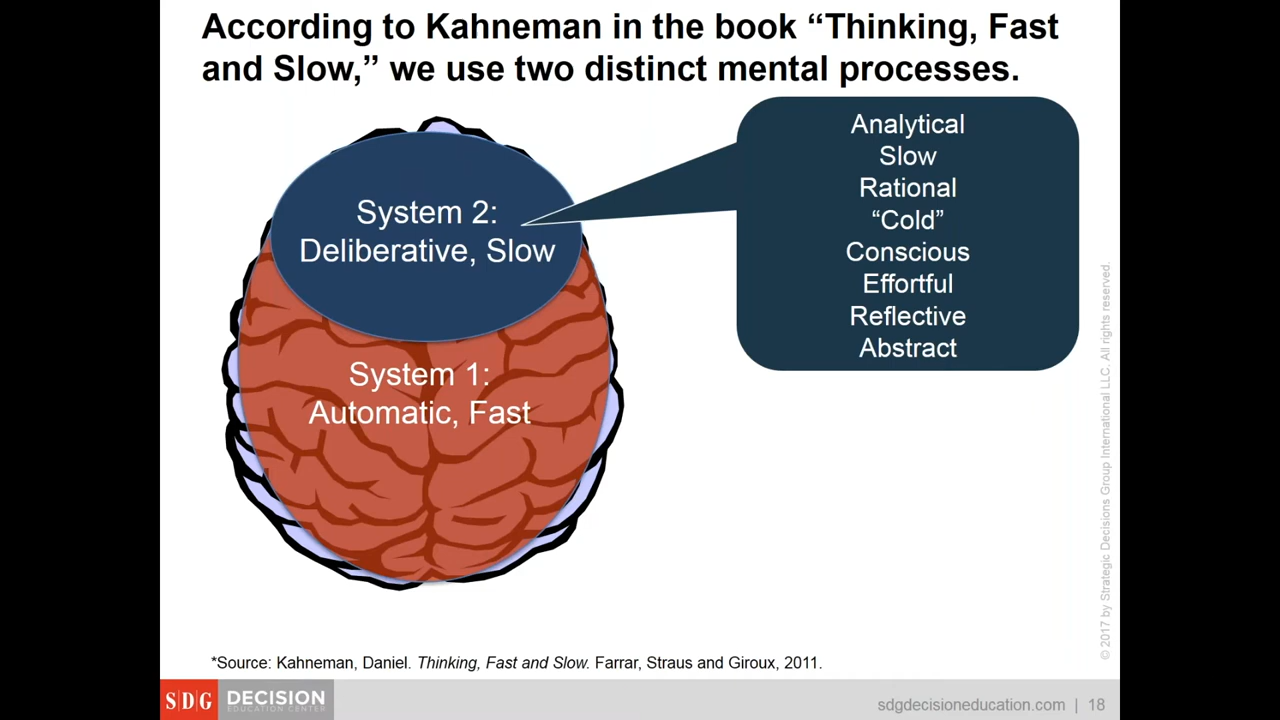 According to Kahneman in the book “Thinking, Fast
and Slow,” we use two distinct mental processes.
System 2:
Deliberative, Slow
System 1:
Automatic, Fast
Analytical
Slow
Rational
“Cold”
Conscious
Effortful
Reflective
Abstract
© 2017 by Strategic Decisions Group International LLC. All rights reserved.
*Source: Kahneman, Daniel. Thinking, Fast and Slow. Farrar, Straus and Giroux, 2011.
SDG
DECISION
EDUCATION CENTER
sdgdecisioneducation.com | 18